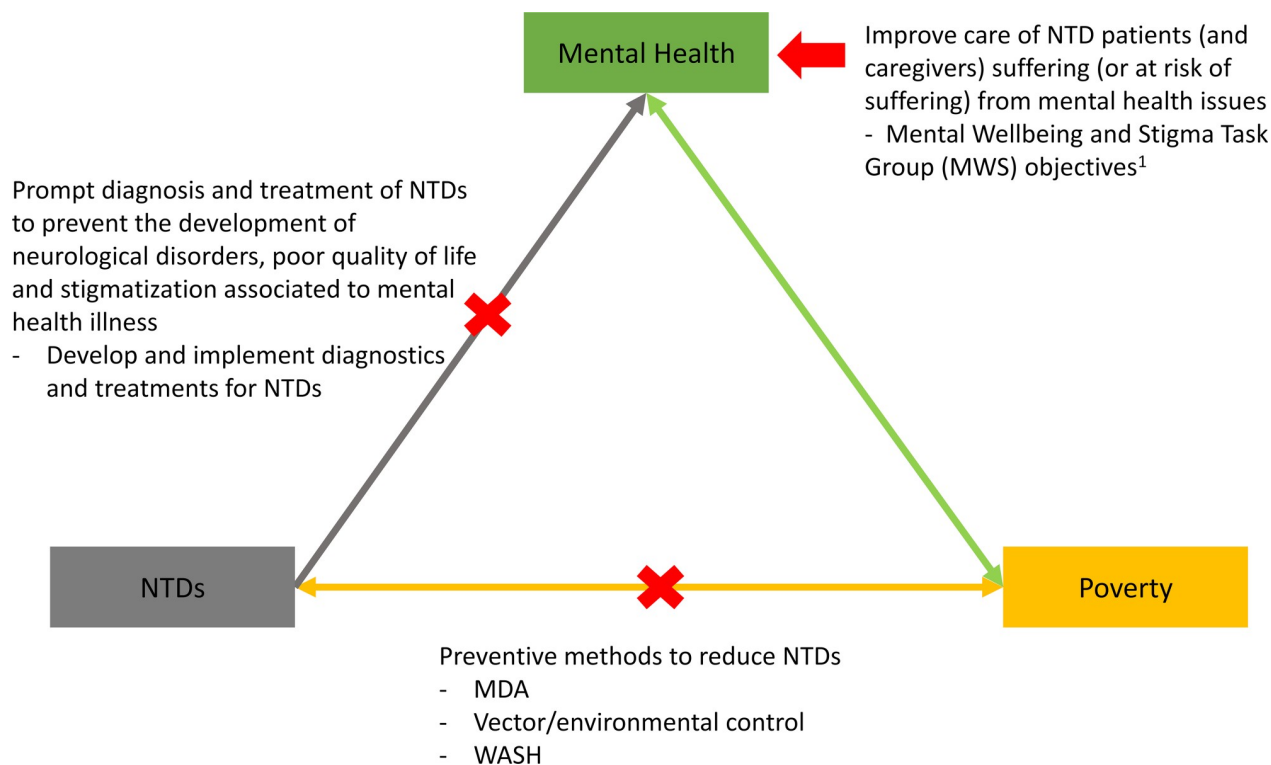 Mental Health
Improve care of NTD patients (and
caregivers) suffering (or at risk of
suffering) from mental health issues
- Mental Wellbeing and Stigma Task
Group (MWS) objectives¹
Prompt diagnosis and treatment of NTDs
to prevent the development of
neurological disorders, poor quality of life
and stigmatization associated to mental
health illness
- Develop and implement diagnostics
and treatments for NTDs
NTDs
Poverty
Preventive methods to reduce NTDs
- MDA
- Vector/environmental control
- WASH